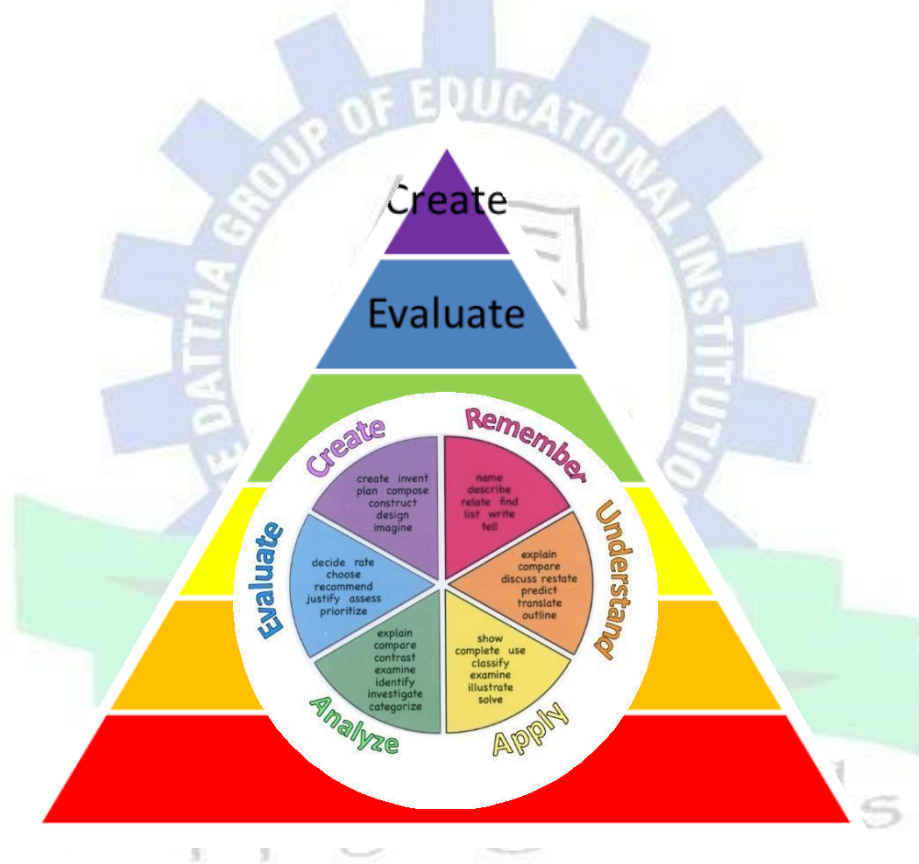 E DATTHA GROUP OF EDUCATIONAL INSTITUTIO
Create
Evaluate
Create
Remember
Understand
Apply
Analyze
Evaluate
create invent
plan compose
construct
design
imagine
name
describe
relate find
list write
tell
explain
compare
discuss restate
predict
translate
outline
show
complete use
classify
examine
illustrate
solve
explain
compare
contrast
examine
identify
investigate
categorize
decide rate
choose
recommend
justify assess
prioritize